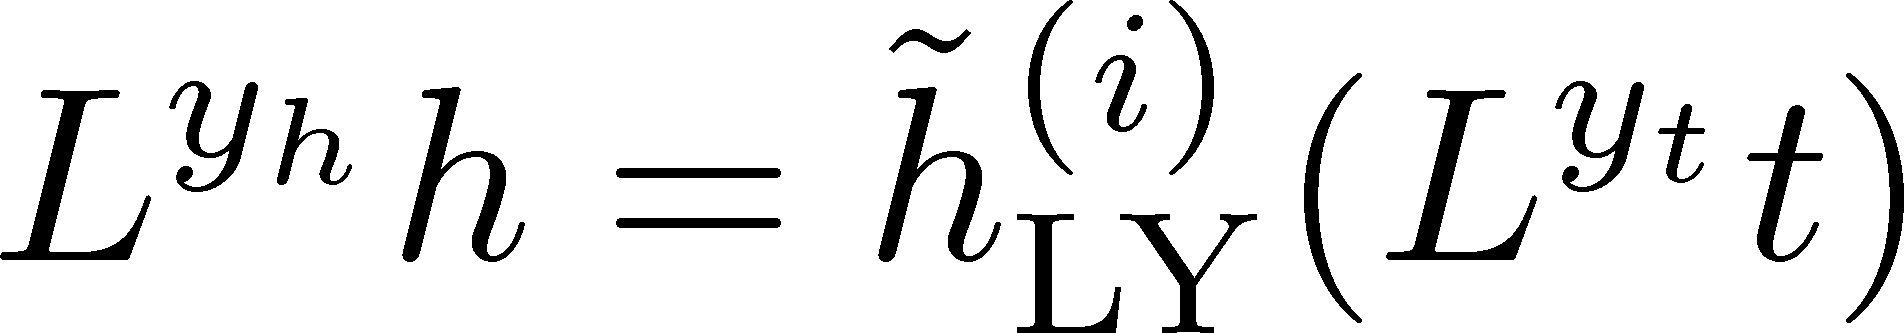 $L^{y_h} h = \tilde{h}_{\mathrm{LY}}^{(i)} (L^{y_t} t)$